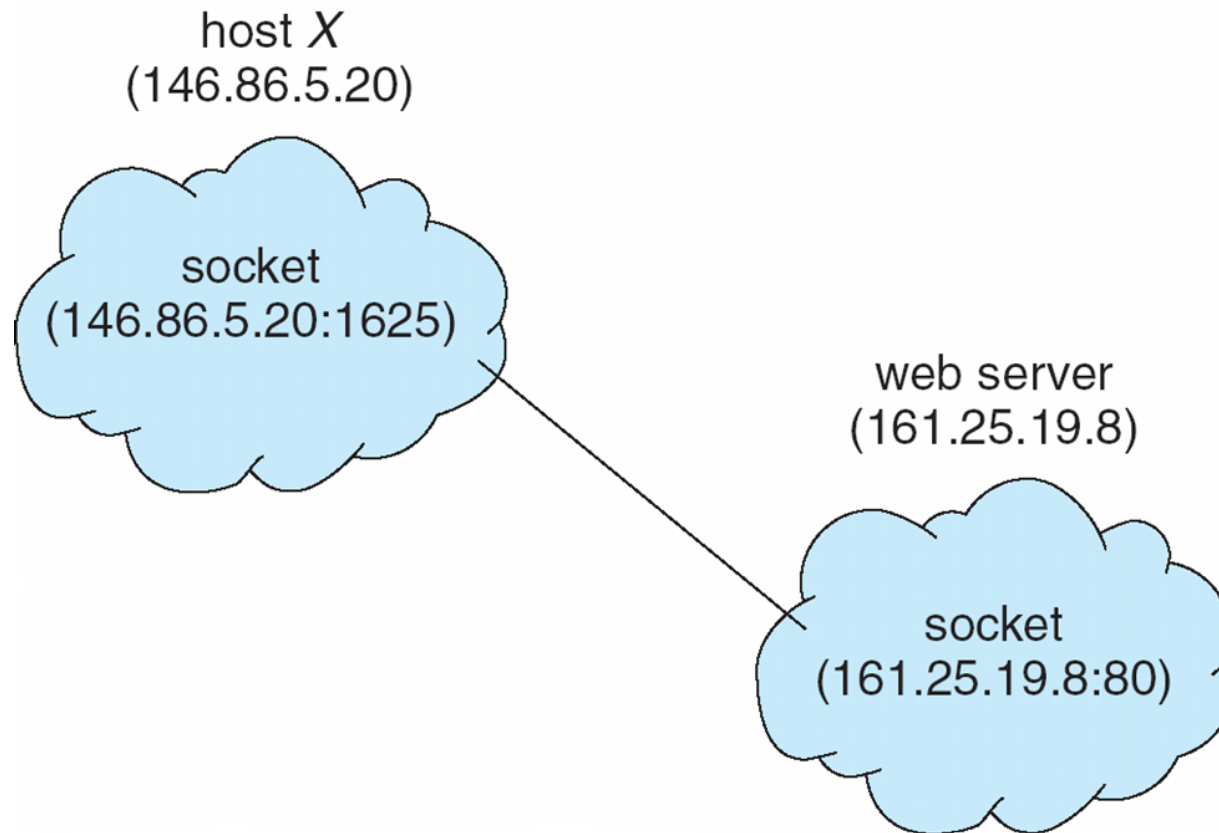 host X
(146.86.5.20)
socket
(146.86.5.20:1625)
web server
(161.25.19.8)
socket
(161.25.19.8:80)